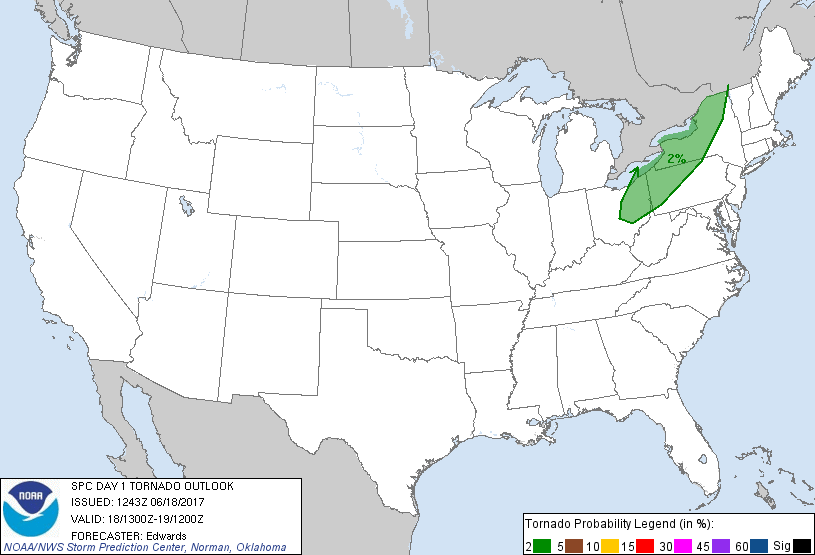 2%
NOAA
SPC DAY 1 TORNADO OUTLOOK
ISSUED: 1243Z 06/18/2017
VALID: 18/1300Z-19/1200Z
FORECASTER: Edwards
NOAA/NWS Storm Prediction Center, Norman, Oklahoma
Tornado Probability Legend (in %):
2 5 10 15 30 45 60 Sig